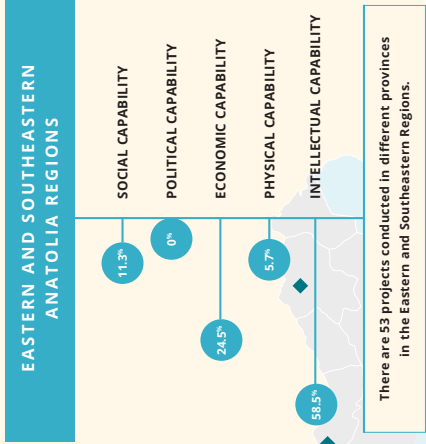 EASTERN AND SOUTHEASTERN
ANATOLIA REGIONS
SOCIAL CAPABILITY
11.3%
POLITICAL CAPABILITY
0%
ECONOMIC CAPABILITY
24.5%
PHYSICAL CAPABILITY
5.7%
INTELLECTUAL CAPABILITY
58.5%
There are 53 projects conducted in different provinces
in the Eastern and Southeastern Regions.